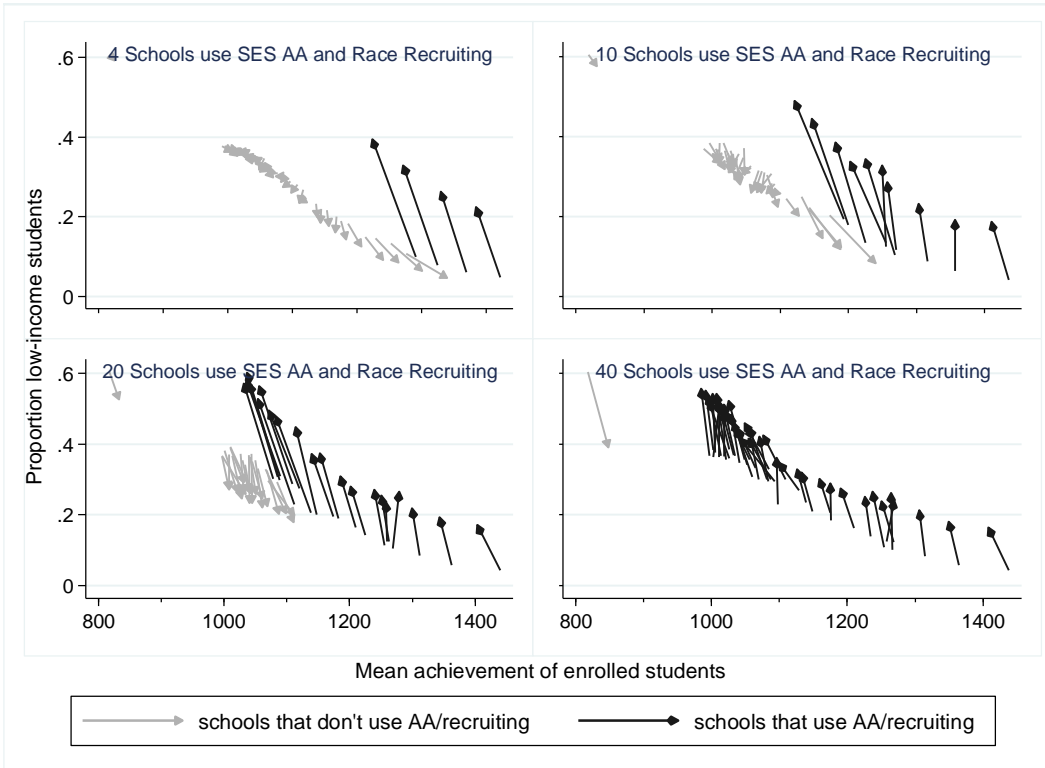 4 Schools use SES AA and Race Recruiting
10 Schools use SES AA and Race Recruiting
.6
.4
.2
0
20 Schools use SES AA and Race Recruiting
40 Schools use SES AA and Race Recruiting
.6
.4
.2
0
Proportion low-income students
800 1000 1200 1400
800 1000 1200 1400
Mean achievement of enrolled students
schools that don't use AA/recruiting
schools that use AA/recruiting